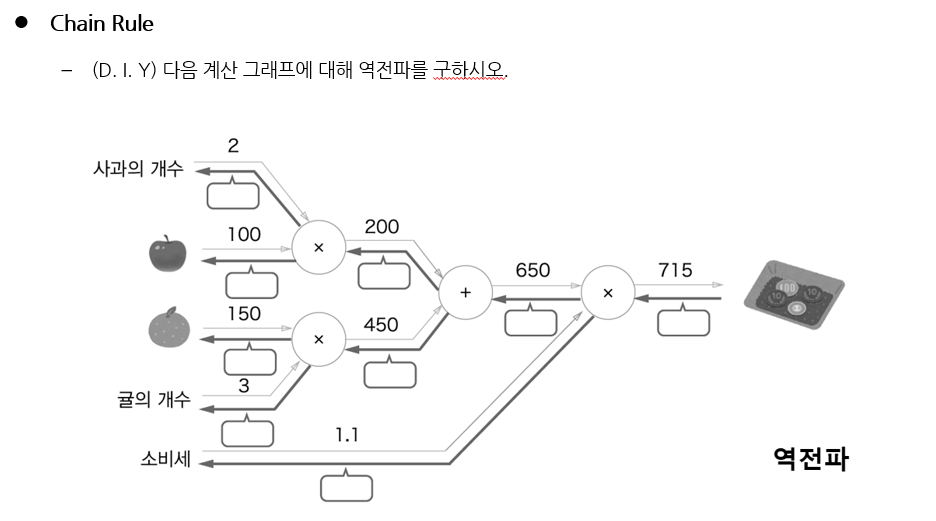 ● Chain Rule
– (D. I. Y) 다음 계산 그래프에 대해 역전파를 구하시오.
2
사과의 개수
×
100
200
+
650
×
715
150
×
450
3
귤의 개수
1.1
소비세
역전파